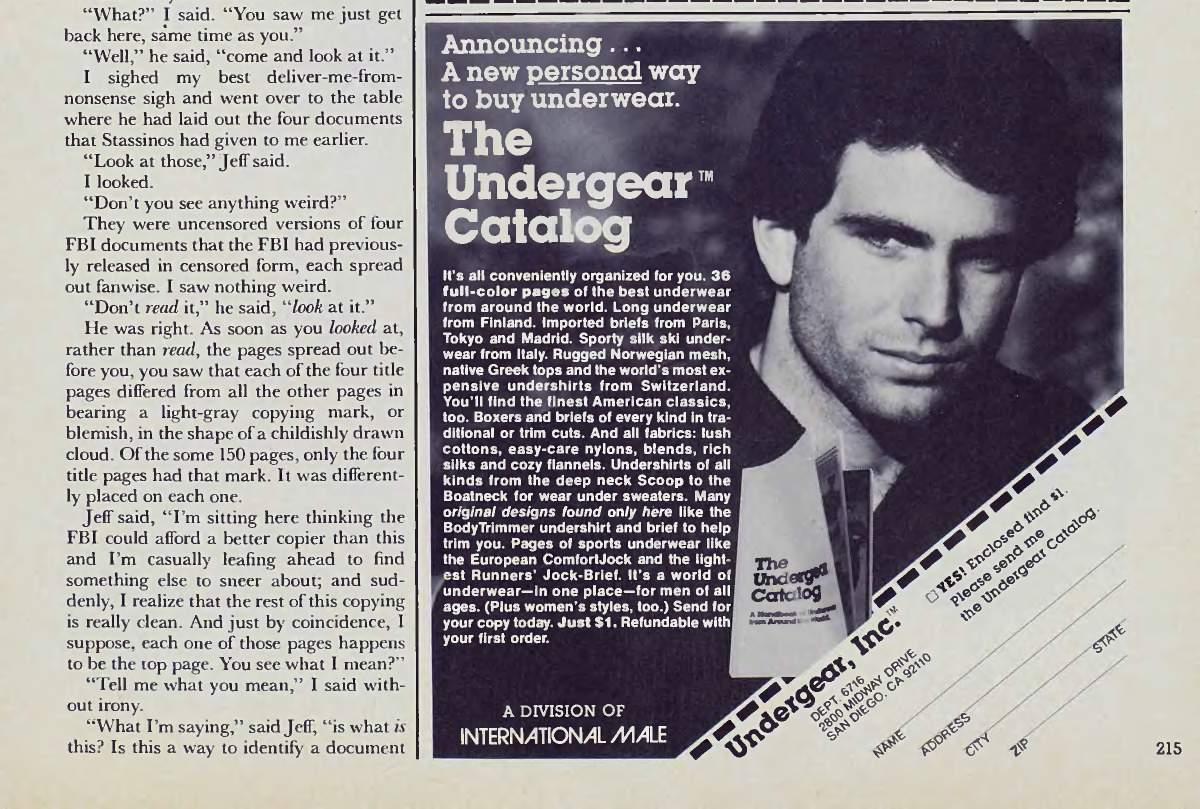 “What?” I said. “You saw me just get
back here, same time as you.”
“Well,” he said, “come and look at it.”
I sighed my best deliver-me-from-
nonsense sigh and went over to the table
where he had laid out the four documents
that Stassinos had given to me earlier.
“Look at those,” Jeff said.
I looked.
“Don’t you see anything weird?”
They were uncensored versions of four
FBI documents that the FBI had previous-
ly released in censored form, each spread
out fanwise. I saw nothing weird.
“Don’t read it,” he said, “look at it.”
He was right. As soon as you looked at,
rather than read, the pages spread out be-
fore you, you saw that each of the four title
pages differed from all the other pages in
bearing a light-gray copying mark, or
blemish, in the shape of a childishly drawn
cloud. Of the some 150 pages, only the four
title pages had that mark. It was different-
ly placed on each one.
Jeff said, “I’m sitting here thinking the
FBI could afford a better copier than this
and I’m casually leafing ahead to find
something else to sneer about; and sud-
denly, I realize that the rest of this copying
is really clean. And just by coincidence, I
suppose, each one of those pages happens
to be the top page. You see what I mean?”
“Tell me what you mean,” I said with-
out irony.
“What I’m saying,” said Jeff, “is what is
this? Is this a way to identify a document
Announcing . . .
A new personal way
to buy underwear.
The
Undergear™
Catalog
It’s all conveniently organized for you. 36
full-color pages of the best underwear
from around the world. Long underwear
from Finland. Imported briefs from Paris,
Tokyo and Madrid. Sporty silk ski under-
wear from Italy. Rugged Norwegian mesh,
native Greek tops and the world’s most ex-
pensive undershirts from Switzerland.
You’ll find the finest American classics,
too. Boxers and briefs of every kind in tra-
ditional or trim cuts. And all fabrics: lush
cottons, easy-care nylons, blends, rich
silks and cozy flannels. Undershirts of all
kinds from the deep neck Scoop to the
Boatneck for wear under sweaters. Many
original designs found only here like the
BodyTrimmer undershirt and brief to help
trim you. Pages of sports underwear like
the European ComfortJock and the light-
est Runners’ Jock-Brief. It’s a world of
underwear—in one place—for men of all
ages. (Plus women’s styles, too.) Send for
your copy today. Just $1. Refundable with
your first order.
A DIVISION OF
INTERNATIONAL MALE
The
Undergear
Catalog
A Handbook of Underwear
from Around the World.
Undergear, Inc.™
DEPT. 6716
2800 MIDWAY DRIVE
SAN DIEGO, CA 92110
☐ YES! Enclosed find $1.
Please send me
the Undergear Catalog.
NAME
ADDRESS
CITY
STATE
ZIP
215